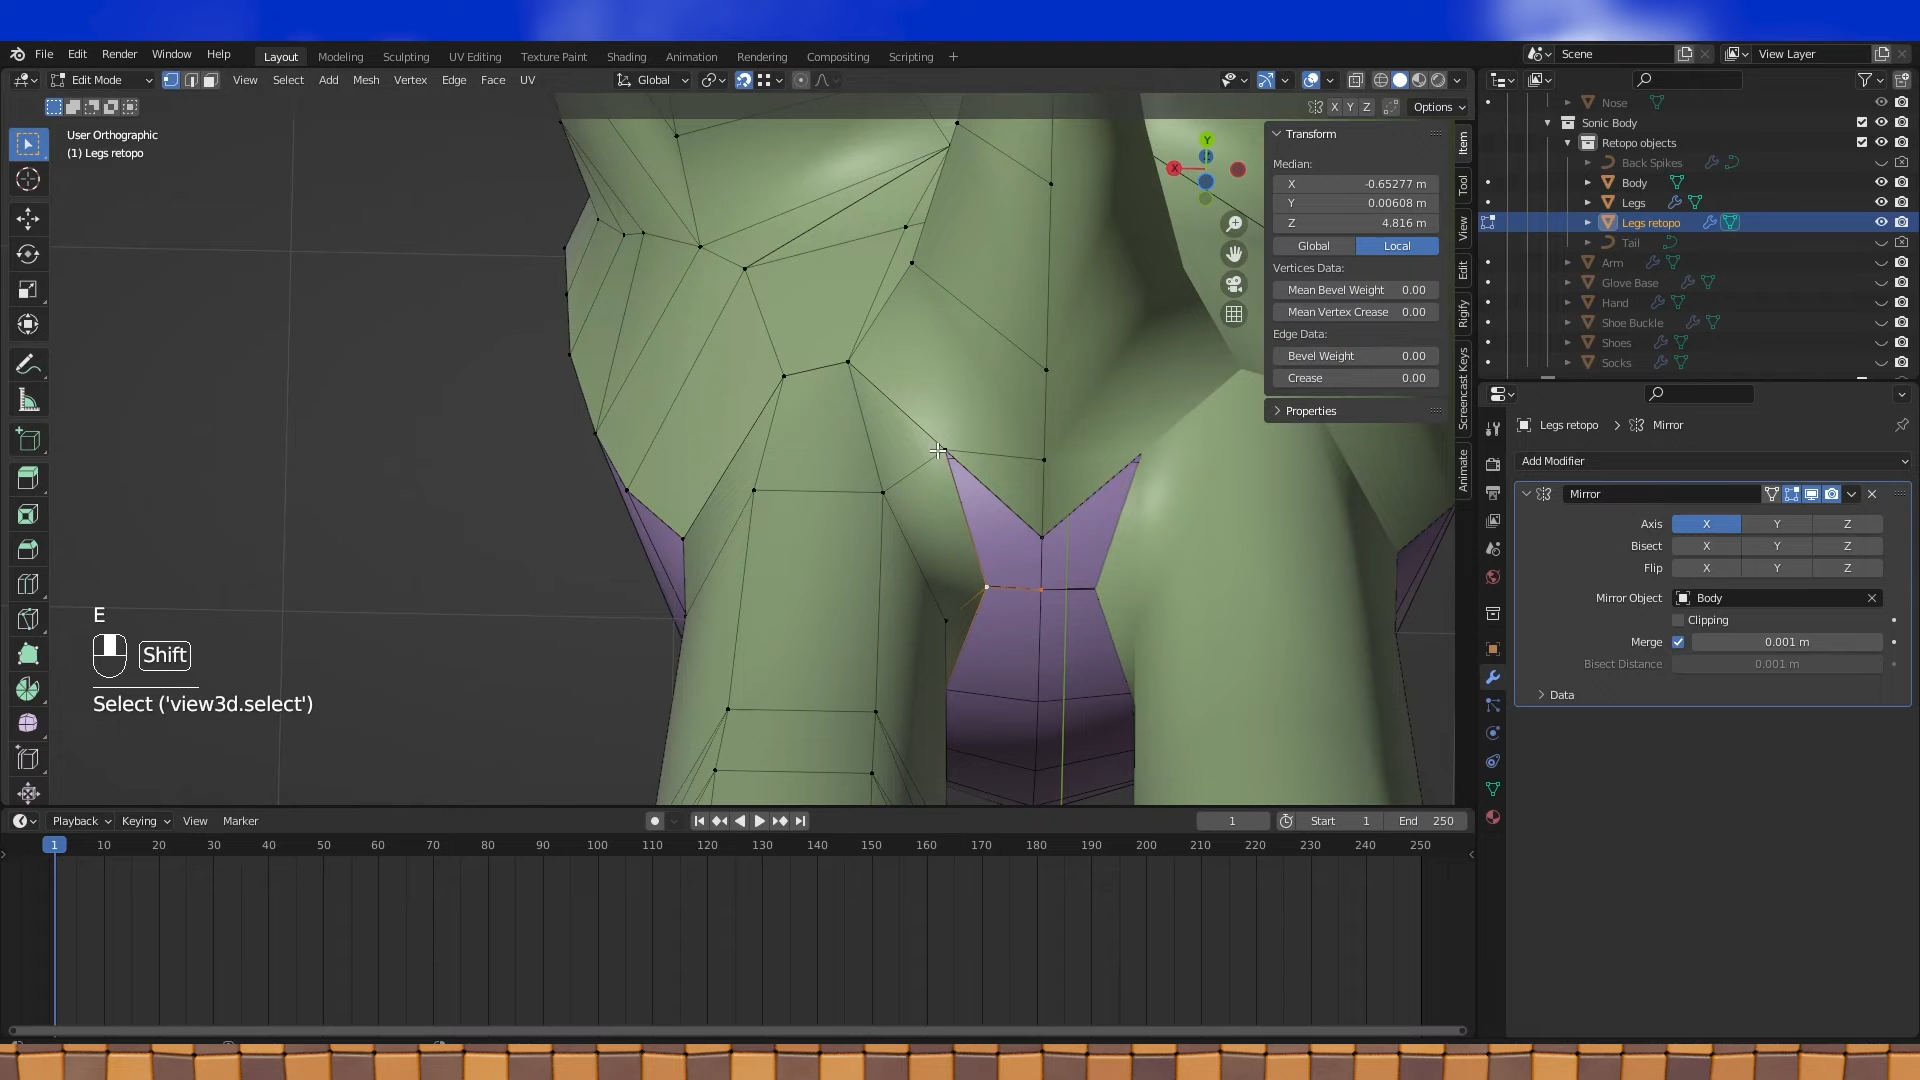 File Edit Render Window Help Layout Modeling Sculpting UV Editing Texture Paint Shading Animation Rendering Compositing Scripting + Scene View Layer
Edit Mode View Select Add Mesh Vertex Edge Face UV Global
X Y Z Options
User Orthographic
(1) Legs retopo
Y
X
Transform
Median:
X -0.65277 m
Y 0.00608 m
Z 4.816 m
Global Local
Vertices Data:
Mean Bevel Weight 0.00
Mean Vertex Crease 0.00
Edge Data:
Bevel Weight 0.00
Crease 0.00
Properties
Item
Tool
View
Edit
Rigify
Screencast Keys
Animate
E
Shift
Select ('view3d.select')
Nose
Sonic Body
Retopo objects
Back Spikes
Body
Legs
Legs retopo
Tail
Arm
Glove Base
Hand
Shoe Buckle
Shoes
Socks
Legs retopo > Mirror
Add Modifier
Mirror
Axis X Y Z
Bisect X Y Z
Flip X Y Z
Mirror Object Body
Clipping
Merge 0.001 m
Bisect Distance 0.001 m
Data
Playback Keying View Marker 1 Start 1 End 250
1 10 20 30 40 50 60 70 80 90 100 110 120 130 140 150 160 170 180 190 200 210 220 230 240 250